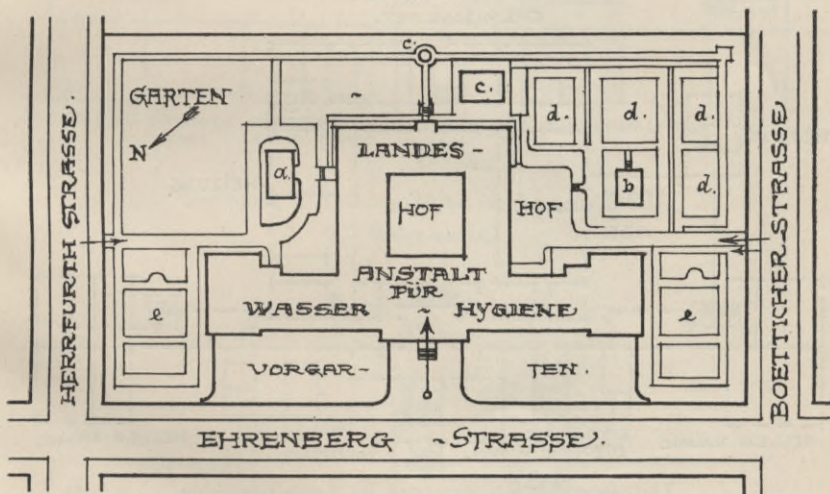 c.
GARTEN
N
a.
c.
d. d. d.
b d.
LANDES-
HOF HOF
ANSTALT
FÜR
WASSER ~ HYGIENE
e e
VORGAR- TEN.
HERRFURTH STRASSE.
BOETTICHER-STRASSE
EHRENBERG ~ STRASSE.